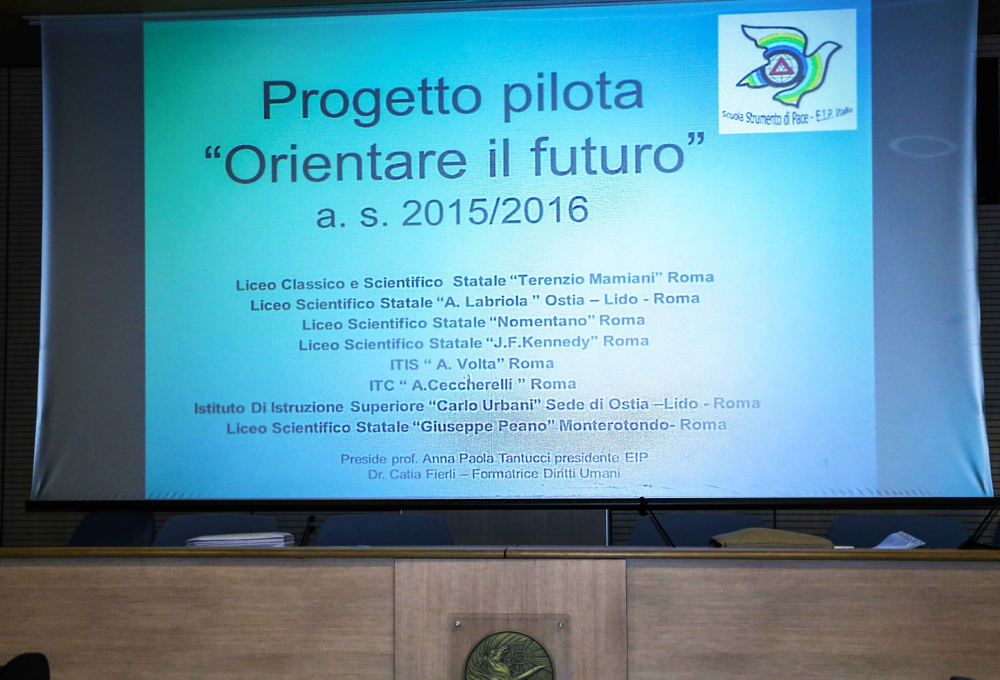 Progetto pilota
“Orientare il futuro”
a. s. 2015/2016
Scuola Strumento di Pace - E.I.P. Italia
Liceo Classico e Scientifico Statale “Terenzio Mamiani” Roma
Liceo Scientifico Statale “A. Labriola ” Ostia – Lido - Roma
Liceo Scientifico Statale “Nomentano” Roma
Liceo Scientifico Statale “J.F.Kennedy” Roma
ITIS “ A. Volta” Roma
ITC “ A.Ceccherelli ” Roma
Istituto Di Istruzione Superiore “Carlo Urbani” Sede di Ostia –Lido - Roma
Liceo Scientifico Statale “Giuseppe Peano” Monterotondo- Roma
Preside prof. Anna Paola Tantucci presidente EIP
Dr. Catia Fierli – Formatrice Diritti Umani
1